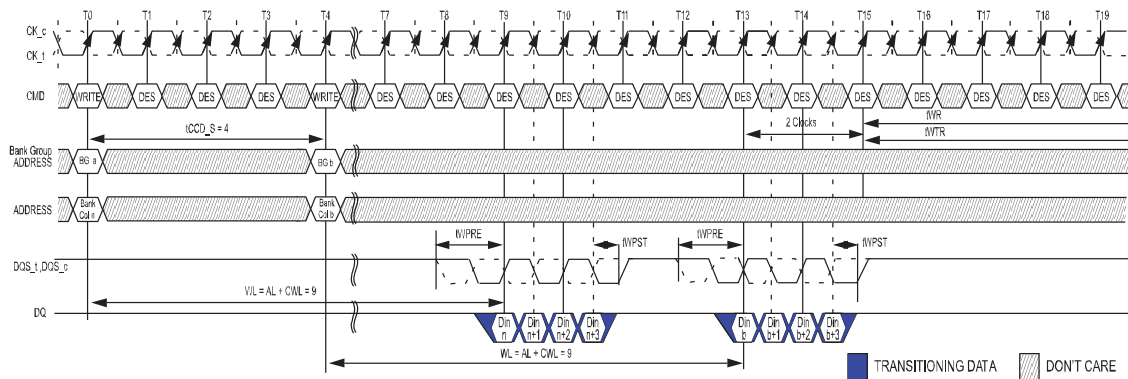 T0 T1 T2 T3 T4 T7 T8 T9 T10 T11 T12 T13 T14 T15 T16 T17 T18 T19
CK_c
CK_t
CMD WRITE DES DES DES WRITE DES DES DES DES DES DES DES DES DES DES DES DES DES
tCCD_S = 4
2 Clocks
tWR
tWTR
Bank Group
ADDRESS
BG a
BG b
ADDRESS
Bank
Col n
Bank
Col b
tWPRE
tWPST
tWPRE
tWPST
DQS_t ,DQS_c
WL = AL + CWL = 9
DQ
Din
n
Din
n+1
Din
n+2
Din
n+3
Din
b
Din
b+1
Din
b+2
Din
b+3
WL = AL + CWL = 9
TRANSITIONING DATA
DON'T CARE